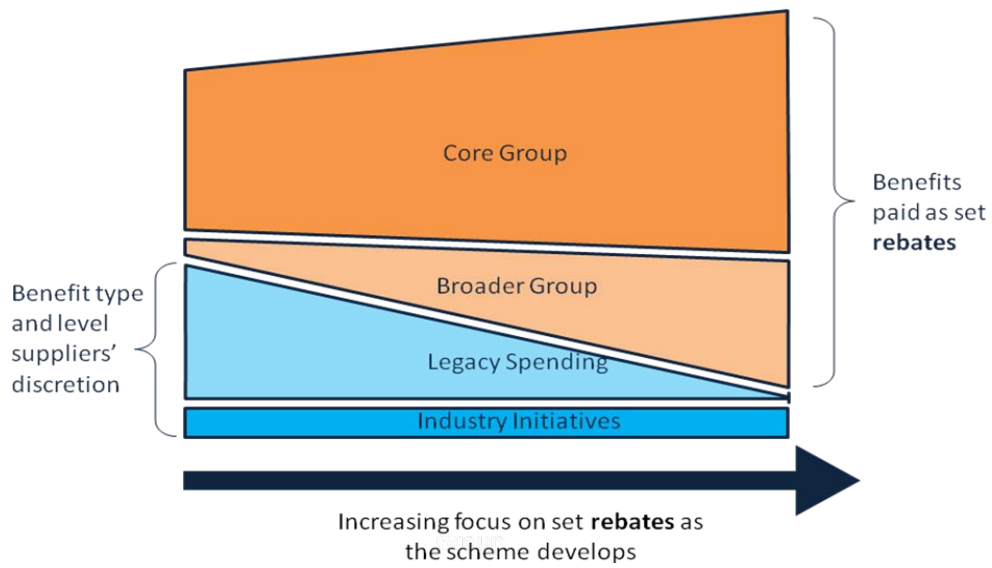 Core Group
Benefits
paid as set
rebates
Broader Group
Benefit type
and level
suppliers’
discretion
Legacy Spending
Industry Initiatives
Increasing focus on set rebates as
the scheme develops